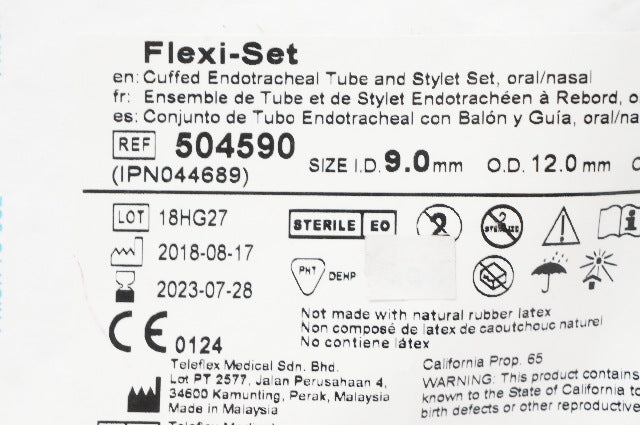 Flexi-Set
en: Cuffed Endotracheal Tube and Stylet Set, oral/nasal
fr: Ensemble de Tube et de Stylet Endotrachéen à Rebord, o
es: Conjunto de Tubo Endotracheal con Balón y Guía, oral/na
REF 504590 SIZE I.D. 9.0mm O.D. 12.0 mm
(IPN044689)
LOT 18HG27 STERILE EO 2 2 STERILIZE i
2018-08-17
PHT DEHP
2023-07-28
CE 0124
Not made with natural rubber latex
Non composé de latex de caoutchouc naturel
No contiene látex
Teleflex Medical Sdn. Bhd.
Lot PT 2577, Jalan Perusahaan 4,
34600 Kamunting, Perak, Malaysia
Made in Malaysia
California Prop. 65
WARNING: This product contains
known to the State of California to
birth defects or other reproductive